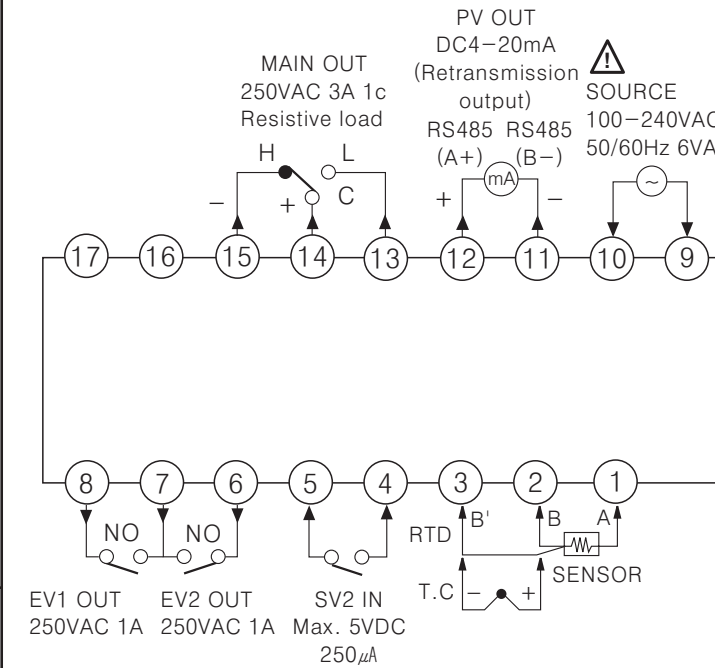 PV OUT
DC4-20mA
(Retransmission
output)
RS485 RS485
(A+) (B-)
MAIN OUT
250VAC 3A 1c
Resistive load
SOURCE
100-240VAC
50/60Hz 6VA
H L
C
mA
~
- + + -
17 16 15 14 13 12 11 10 9
8 7 6 5 4 3 2 1
NO NO
RTD B' B A
SENSOR
T.C - +
EV1 OUT
250VAC 1A
EV2 OUT
250VAC 1A
SV2 IN
Max. 5VDC
250㎂